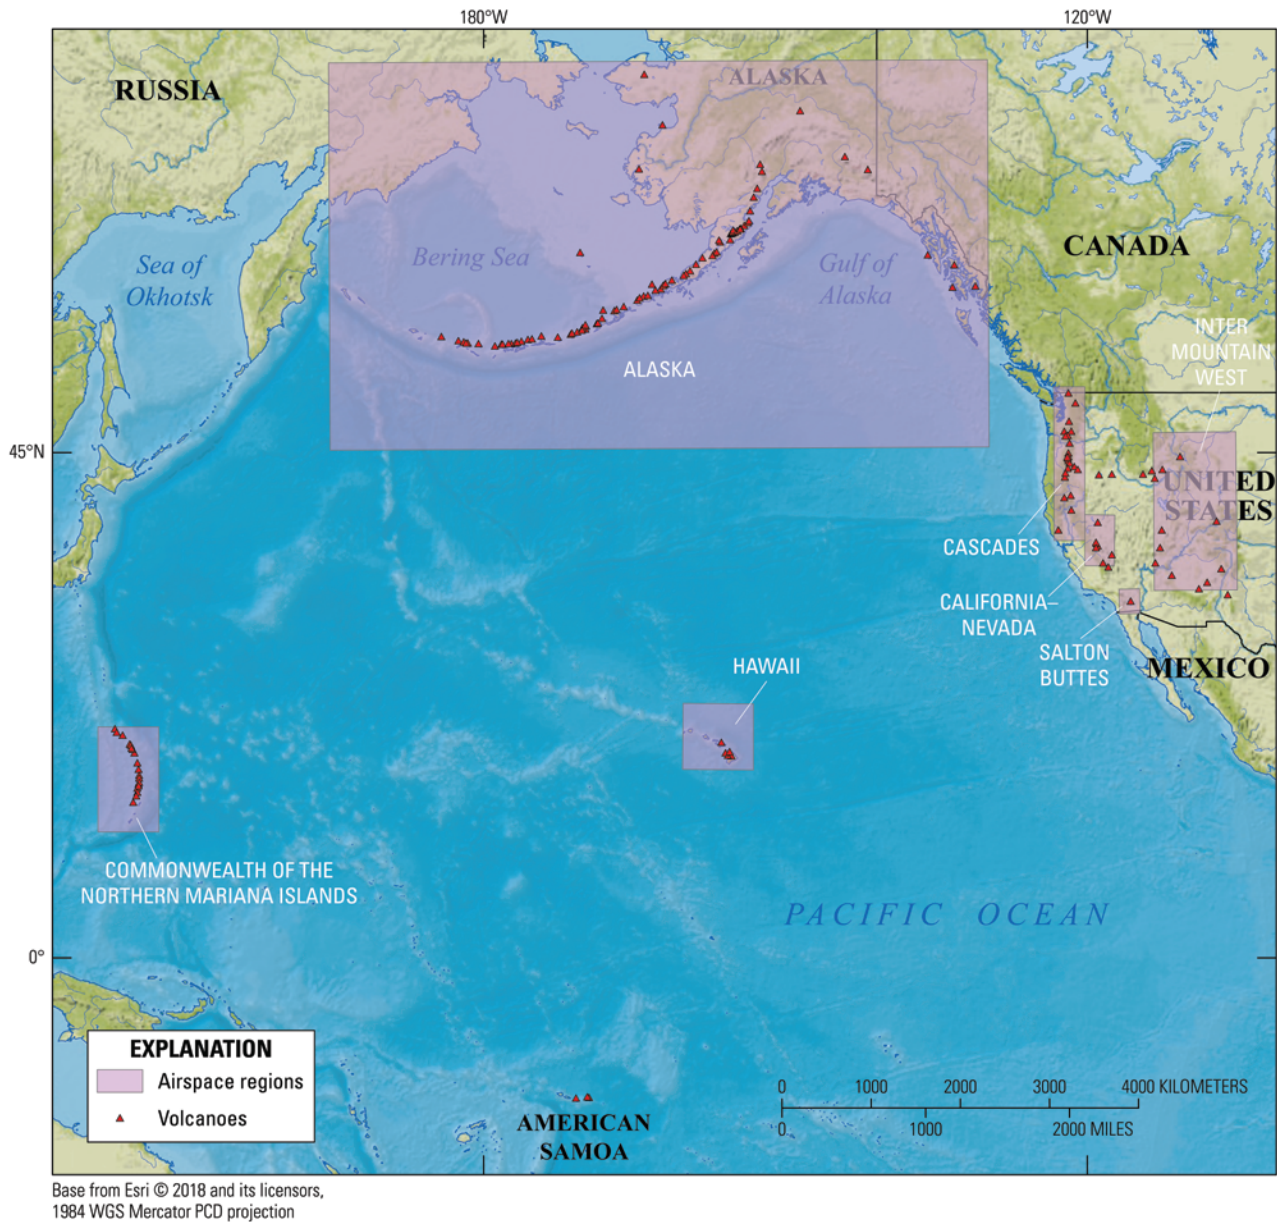 180°W
120°W
RUSSIA
ALASKA
CANADA
Sea of
Okhotsk
Bering Sea
Gulf of
Alaska
INTER
MOUNTAIN
WEST
ALASKA
45°N
UNITED
STATES
CASCADES
CALIFORNIA–
NEVADA
SALTON
BUTTES
MEXICO
HAWAII
COMMONWEALTH OF THE
NORTHERN MARIANA ISLANDS
PACIFIC OCEAN
0°
EXPLANATION
Airspace regions
Volcanoes
AMERICAN
SAMOA
0 1000 2000 3000 4000 KILOMETERS
0 1000 2000 MILES
Base from Esri © 2018 and its licensors,
1984 WGS Mercator PCD projection